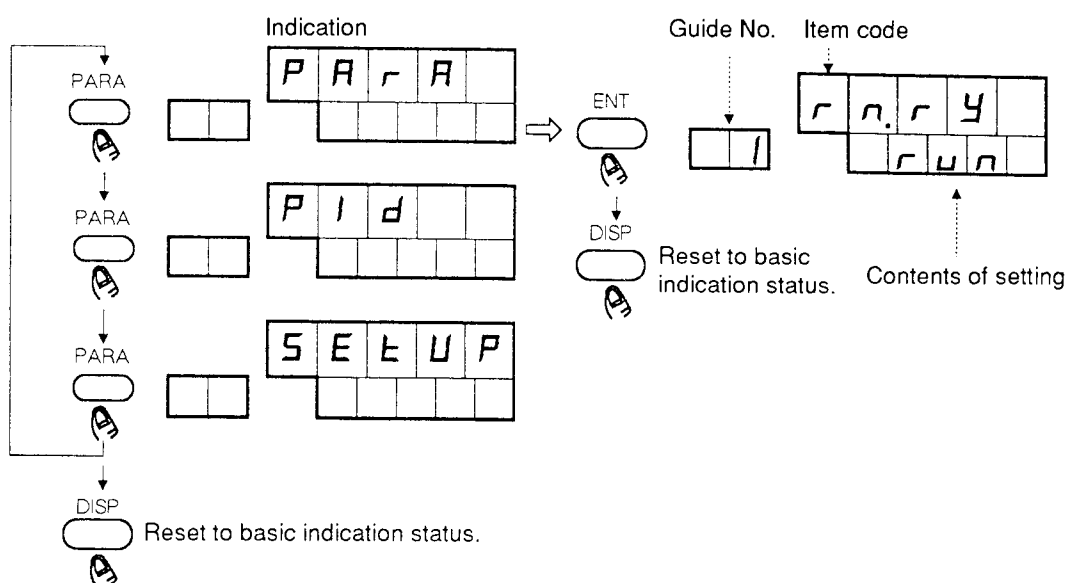 Indication
PARA
PArA
PARA
PId
PARA
SEtUP
DISP
Reset to basic indication status.
ENT
DISP
Reset to basic
indication status.
Guide No.
Item code
1
rn.ry
run
Contents of setting